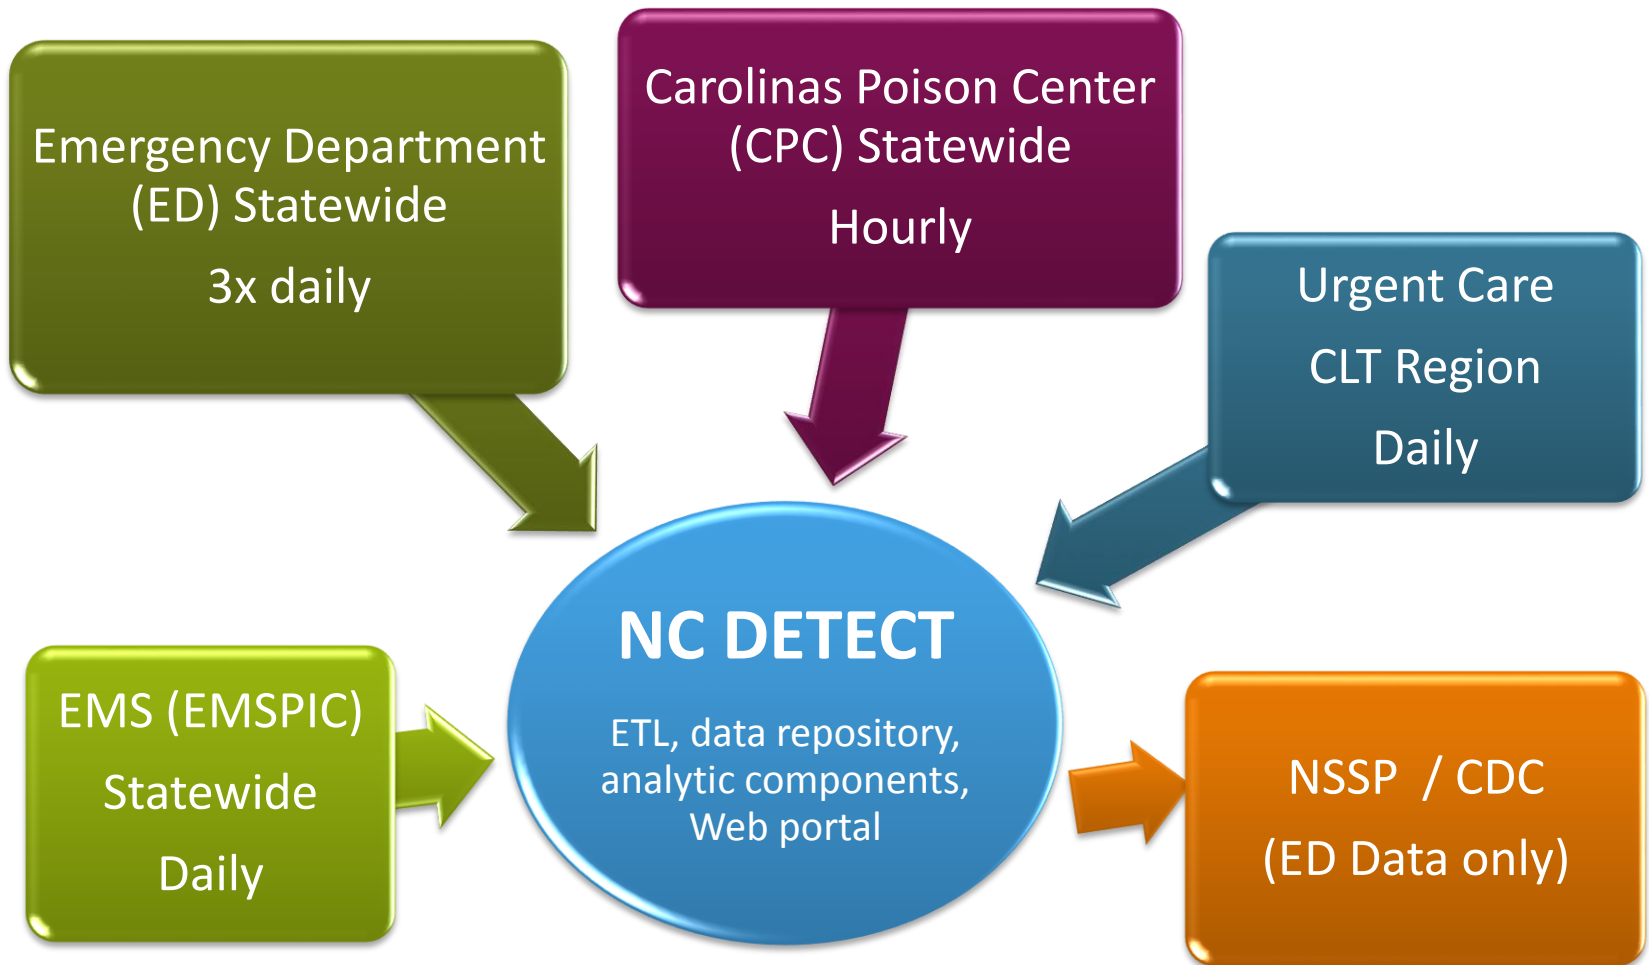 Emergency Department
(ED) Statewide
3x daily
Carolinas Poison Center
(CPC) Statewide
Hourly
Urgent Care
CLT Region
Daily
EMS (EMSPIC)
Statewide
Daily
NC DETECT
ETL, data repository,
analytic components,
Web portal
NSSP / CDC
(ED Data only)